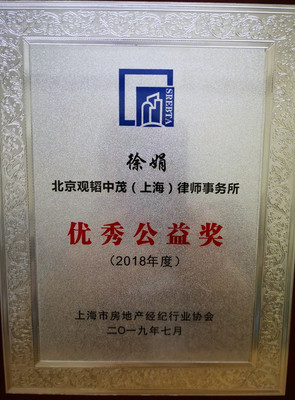 SREBTA
徐娟
北京观韬中茂（上海）律师事务所
优秀公益奖
（2018年度）
上海市房地产经纪行业协会
二〇一九年七月